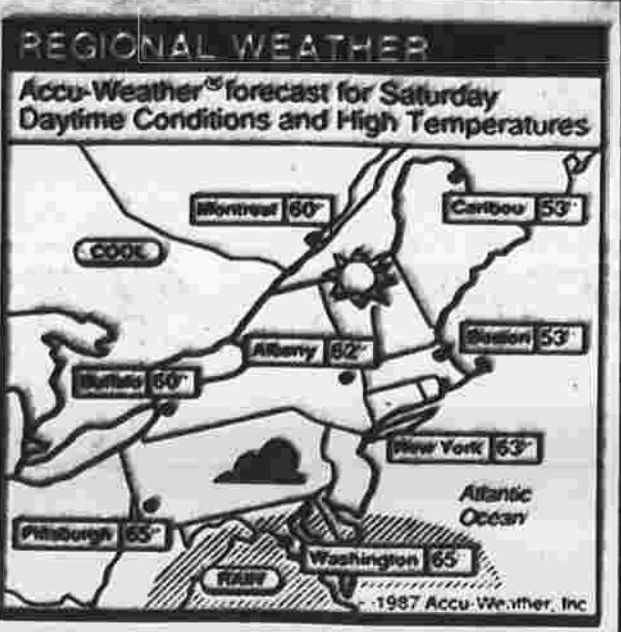 REGIONAL WEATHER
Accu-Weather® forecast for Saturday
Daytime Conditions and High Temperatures
Montreal 60°
Caribou 53°
COOL
Albany 62°
Boston 53°
Buffalo 60°
New York 63°
Atlantic
Ocean
Pittsburgh 65°
Washington 65°
RAIN
1987 Accu-Weather, Inc